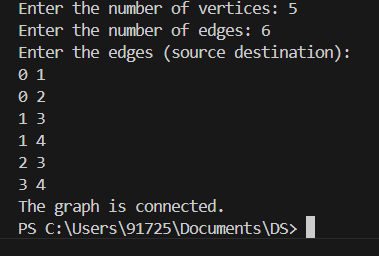 Enter the number of vertices: 5
Enter the number of edges: 6
Enter the edges (source destination):
0 1
0 2
1 3
1 4
2 3
3 4
The graph is connected.
PS C:\Users\91725\Documents\DS>